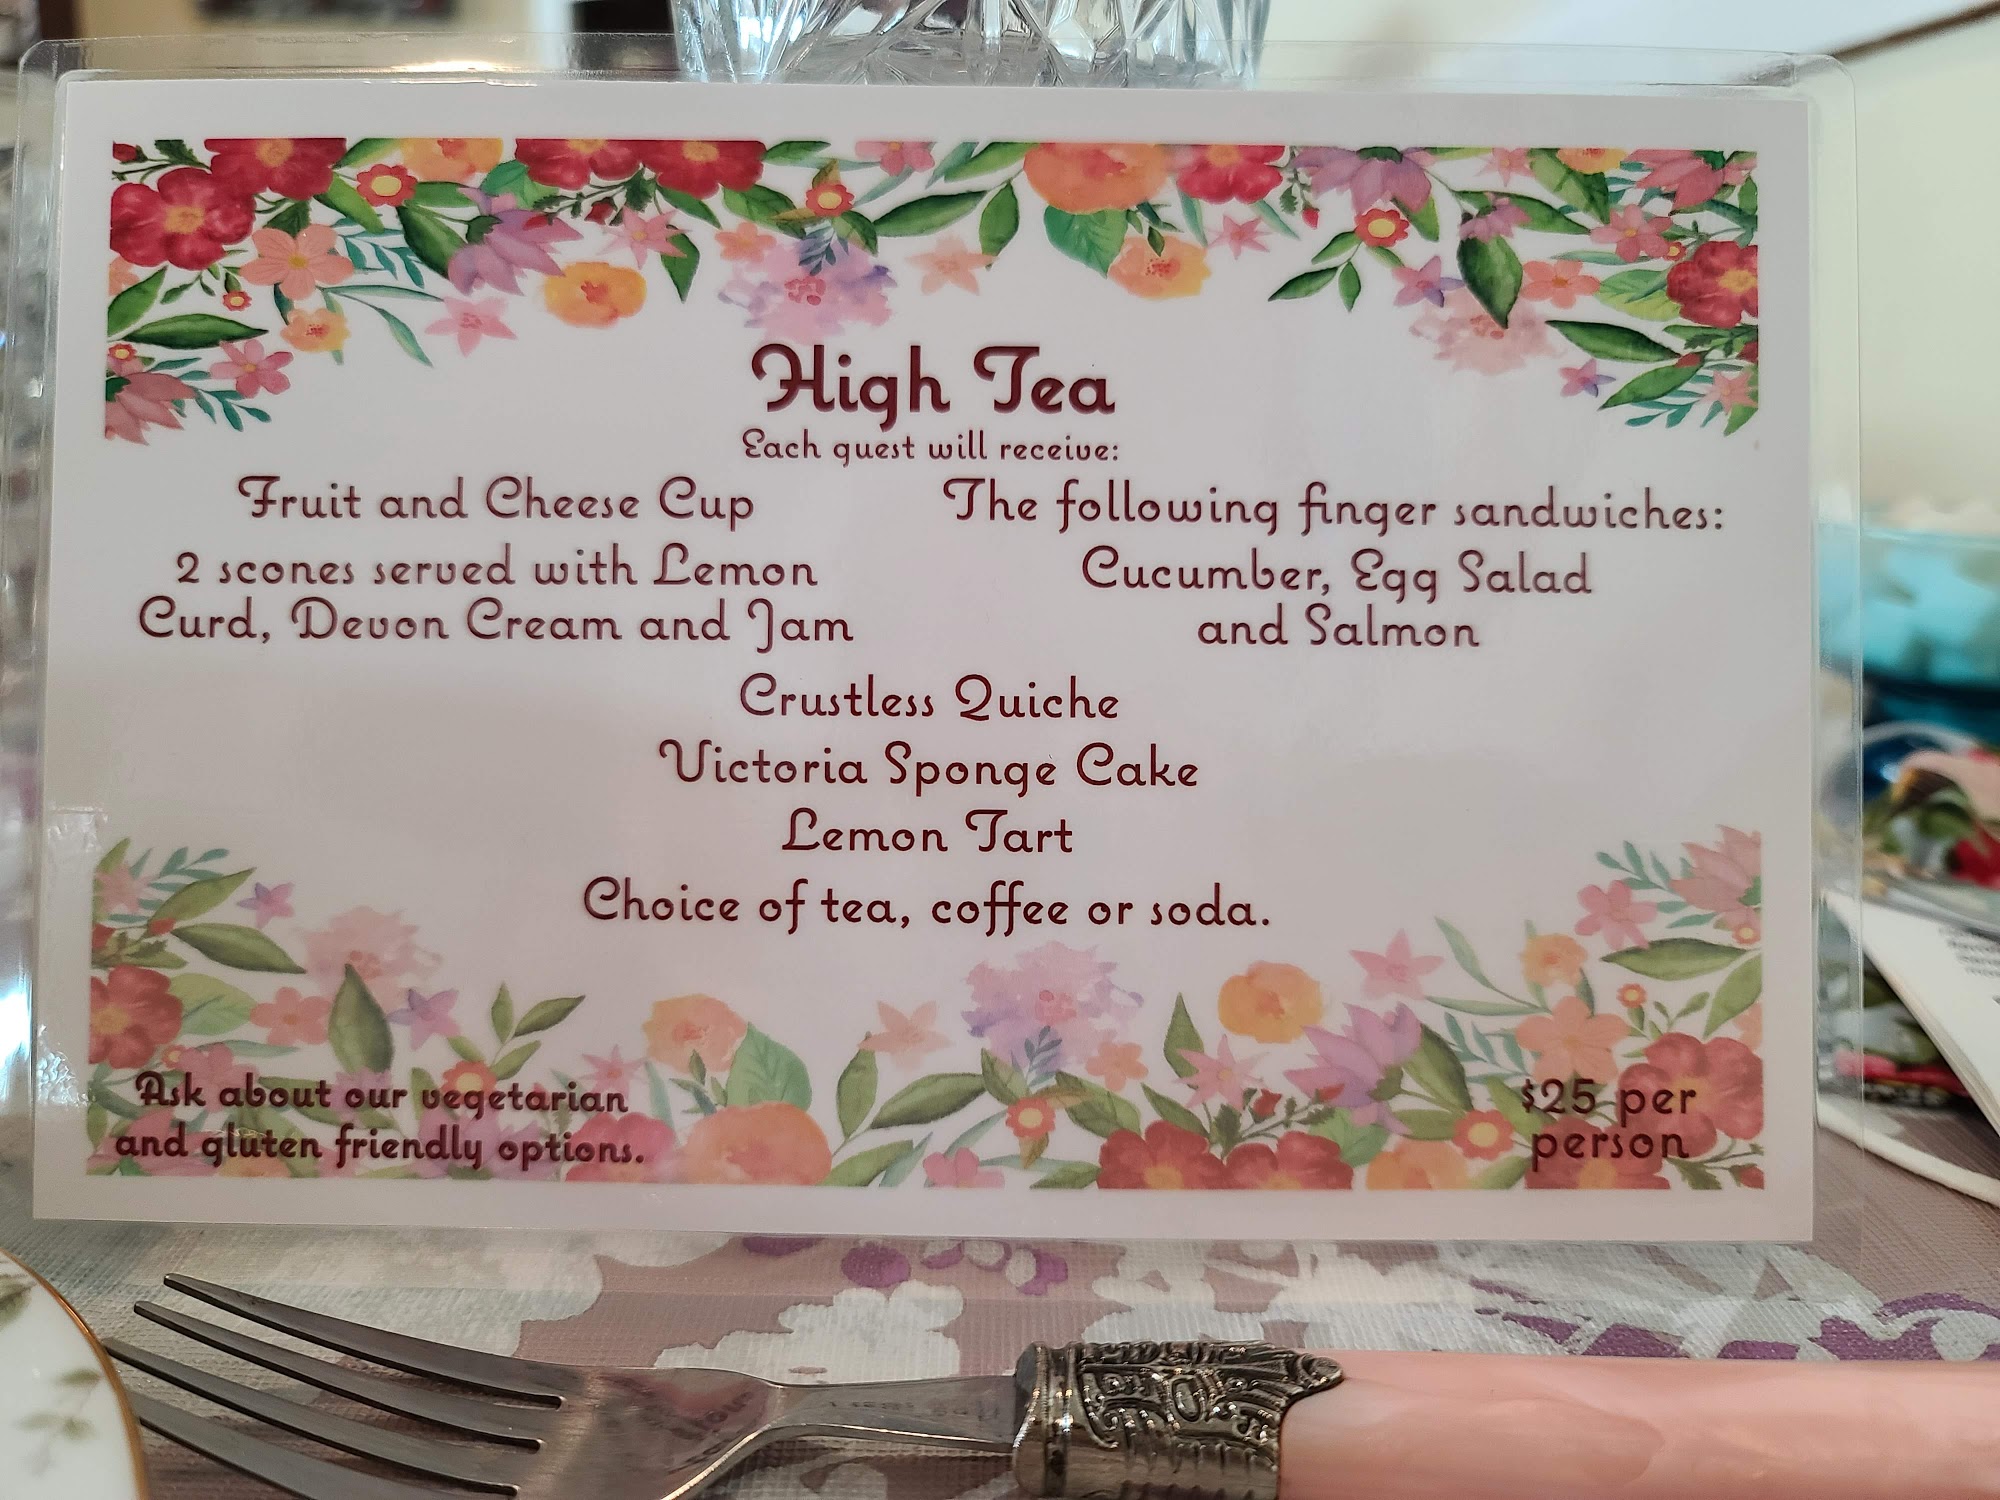 High Tea
Each guest will receive:
Fruit and Cheese Cup
2 scones served with Lemon
Curd, Devon Cream and Jam
The following finger sandwiches:
Cucumber, Egg Salad
and Salmon
Crustless Quiche
Victoria Sponge Cake
Lemon Tart
Choice of tea, coffee or soda.
Ask about our vegetarian
and gluten friendly options.
$25 per
person